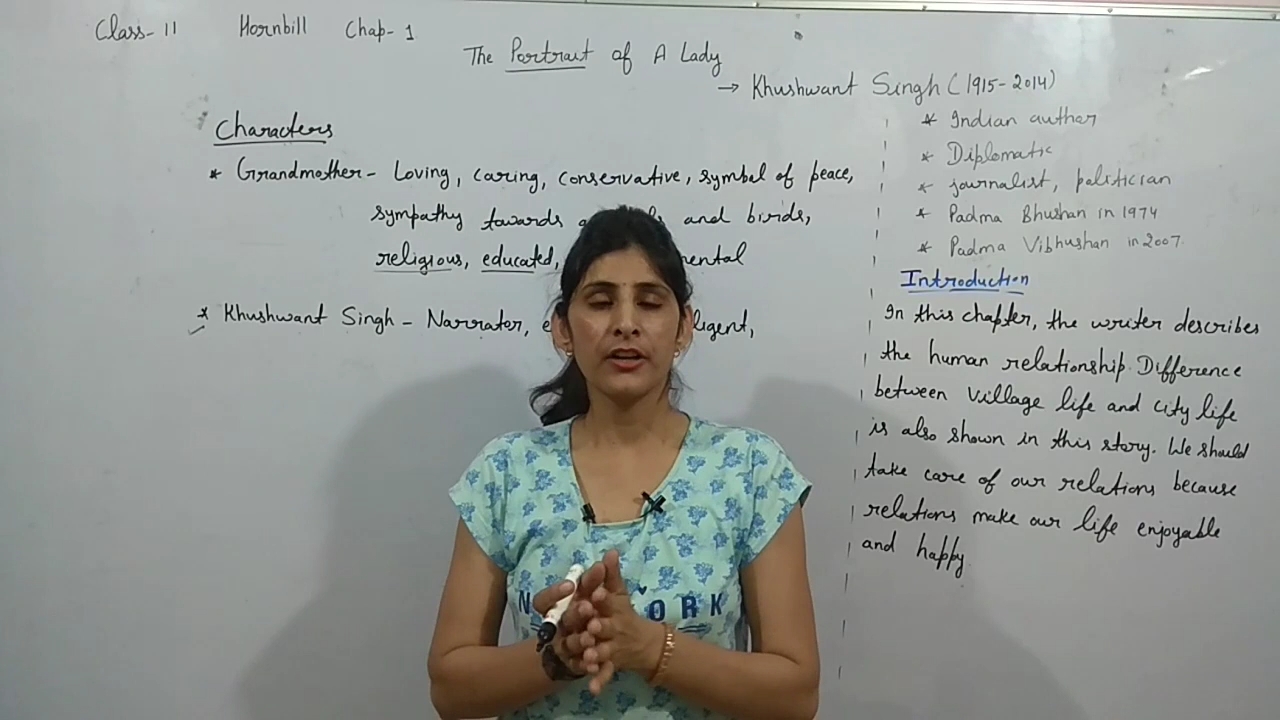 Class-11 Hornbill Chap-1
The Portrait of A Lady
→ Khushwant Singh (1915-2014)
* Indian author
* Diplomatic
* journalist, politician
* Padma Bhushan in 1974
* Padma Vibhushan in 2007.
Characters
* Grandmother - Loving, caring, conservative, symbol of peace,
sympathy towards and birds,
religious, educated,
* Khushwant Singh - Narrator,
Introduction
In this chapter, the writer describes
the human relationship. Difference
between village life and city life
is also shown in this story. We should
take care of our relations because
relations make our life enjoyable
and happy.
N ORK